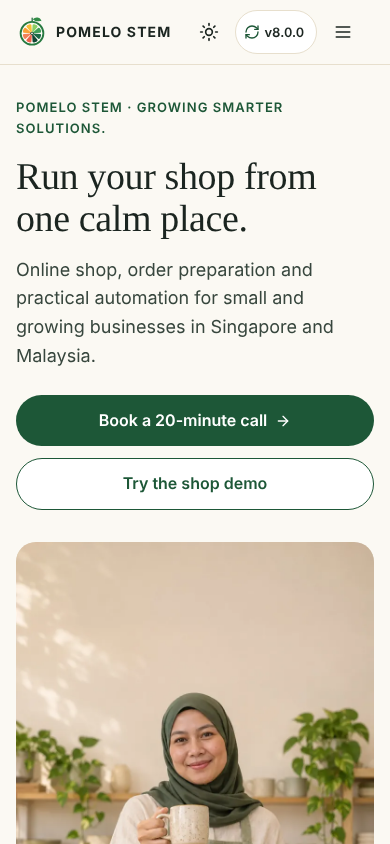 POMELO STEM
v8.0.0
POMELO STEM · GROWING SMARTER
SOLUTIONS.
Run your shop from
one calm place.
Online shop, order preparation and
practical automation for small and
growing businesses in Singapore and
Malaysia.
Book a 20-minute call →
Try the shop demo